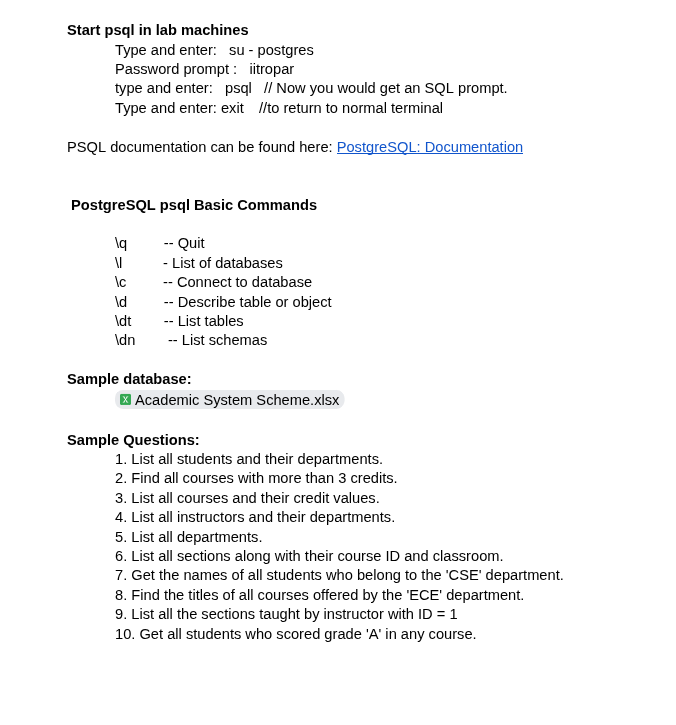 Start psql in lab machines
Type and enter:   su - postgres
Password prompt :   iitropar
type and enter:   psql   // Now you would get an SQL prompt.
Type and enter: exit    //to return to normal terminal
PSQL documentation can be found here: PostgreSQL: Documentation
PostgreSQL psql Basic Commands
\q         -- Quit
\l          - List of databases
\c         -- Connect to database
\d         -- Describe table or object
\dt        -- List tables
\dn        -- List schemas
Sample database:
X Academic System Scheme.xlsx
Sample Questions:
1. List all students and their departments.
2. Find all courses with more than 3 credits.
3. List all courses and their credit values.
4. List all instructors and their departments.
5. List all departments.
6. List all sections along with their course ID and classroom.
7. Get the names of all students who belong to the 'CSE' department.
8. Find the titles of all courses offered by the 'ECE' department.
9. List all the sections taught by instructor with ID = 1
10. Get all students who scored grade 'A' in any course.